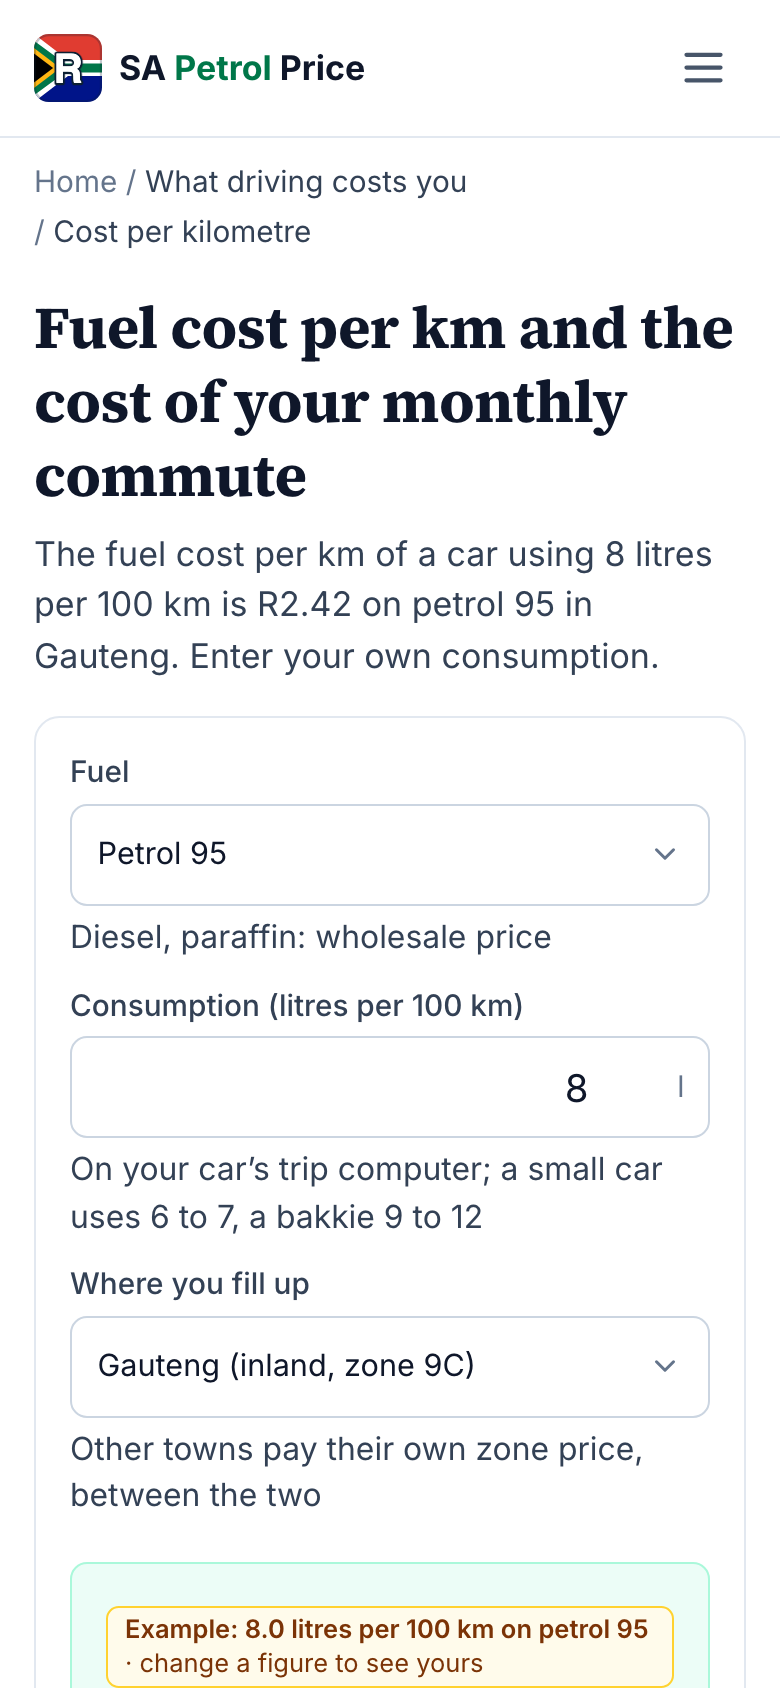 R
SA Petrol Price
Home / What driving costs you
/ Cost per kilometre
Fuel cost per km and the
cost of your monthly
commute
The fuel cost per km of a car using 8 litres
per 100 km is R2.42 on petrol 95 in
Gauteng. Enter your own consumption.
Fuel
Petrol 95
Diesel, paraffin: wholesale price
Consumption (litres per 100 km)
8 l
On your car’s trip computer; a small car
uses 6 to 7, a bakkie 9 to 12
Where you fill up
Gauteng (inland, zone 9C)
Other towns pay their own zone price,
between the two
Example: 8.0 litres per 100 km on petrol 95
· change a figure to see yours